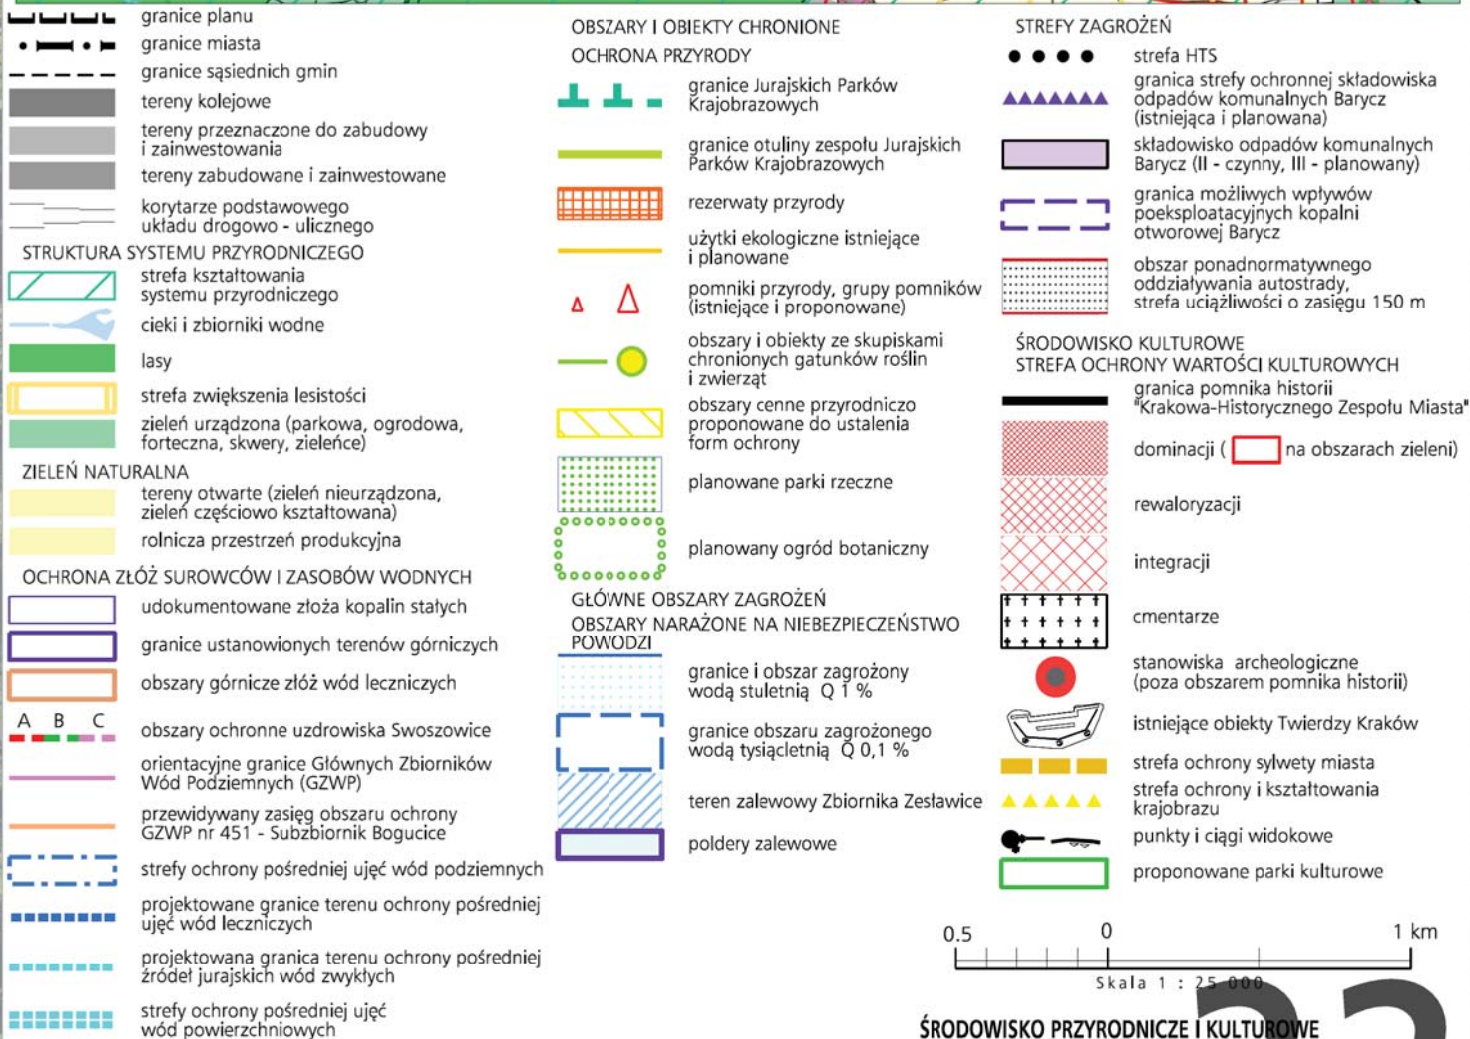 granice planu
granice miasta
granice sąsiednich gmin
tereny kolejowe
tereny przeznaczone do zabudowy
i zainwestowania
tereny zabudowane i zainwestowane
korytarze podstawowego
układu drogowo - ulicznego
STRUKTURA SYSTEMU PRZYRODNICZEGO
strefa kształtowania
systemu przyrodniczego
cieki i zbiorniki wodne
lasy
strefa zwiększenia lesistości
zieleń urządzona (parkowa, ogrodowa,
forteczna, skwery, zieleńce)
ZIELEŃ NATURALNA
tereny otwarte (zieleń nieurządzona,
zieleń częściowo kształtowana)
rolnicza przestrzeń produkcyjna
OCHRONA ZŁÓŻ SUROWCÓW I ZASOBÓW WODNYCH
udokumentowane złoża kopalin stałych
granice ustanowionych terenów górniczych
obszary górnicze złóż wód leczniczych
A B C
obszary ochronne uzdrowiska Swoszowice
orientacyjne granice Głównych Zbiorników
Wód Podziemnych (GZWP)
przewidywany zasięg obszaru ochrony
GZWP nr 451 - Subzbiornik Bogucice
strefy ochrony pośredniej ujęć wód podziemnych
projektowane granice terenu ochrony pośredniej
ujęć wód leczniczych
projektowana granica terenu ochrony pośredniej
źródeł jurajskich wód zwykłych
strefy ochrony pośredniej ujęć
wód powierzchniowych
OBSZARY I OBIEKTY CHRONIONE
OCHRONA PRZYRODY
granice Jurajskich Parków
Krajobrazowych
granice otuliny zespołu Jurajskich
Parków Krajobrazowych
rezerwaty przyrody
użytki ekologiczne istniejące
i planowane
pomniki przyrody, grupy pomników
(istniejące i proponowane)
obszary i obiekty ze skupiskami
chronionych gatunków roślin
i zwierząt
obszary cenne przyrodniczo
proponowane do ustalenia
form ochrony
planowane parki rzeczne
planowany ogród botaniczny
GŁÓWNE OBSZARY ZAGROŻEŃ
OBSZARY NARAŻONE NA NIEBEZPIECZEŃSTWO
POWODZI
granice i obszar zagrożony
wodą stuletnią Q 1 %
granice obszaru zagrożonego
wodą tysiącletnią Q 0,1 %
teren zalewowy Zbiornika Zesławice
poldery zalewowe
STREFY ZAGROŻEŃ
strefa HTS
granica strefy ochronnej składowiska
odpadów komunalnych Barycz
(istniejąca i planowana)
składowisko odpadów komunalnych
Barycz (II - czynny, III - planowany)
granica możliwych wpływów
poeksploatacyjnych kopalni
otworowej Barycz
obszar ponadnormatywnego
oddziaływania autostrady,
strefa uciążliwości o zasięgu 150 m
ŚRODOWISKO KULTUROWE
STREFA OCHRONY WARTOŚCI KULTUROWYCH
granica pomnika historii
"Krakowa-Historycznego Zespołu Miasta"
dominacji ( na obszarach zieleni)
rewaloryzacji
integracji
cmentarze
stanowiska archeologiczne
(poza obszarem pomnika historii)
istniejące obiekty Twierdzy Kraków
strefa ochrony sylwety miasta
strefa ochrony i kształtowania
krajobrazu
punkty i ciągi widokowe
proponowane parki kulturowe
0.5 0 1 km
Skala 1 : 25 000
ŚRODOWISKO PRZYRODNICZE I KULTUROWE